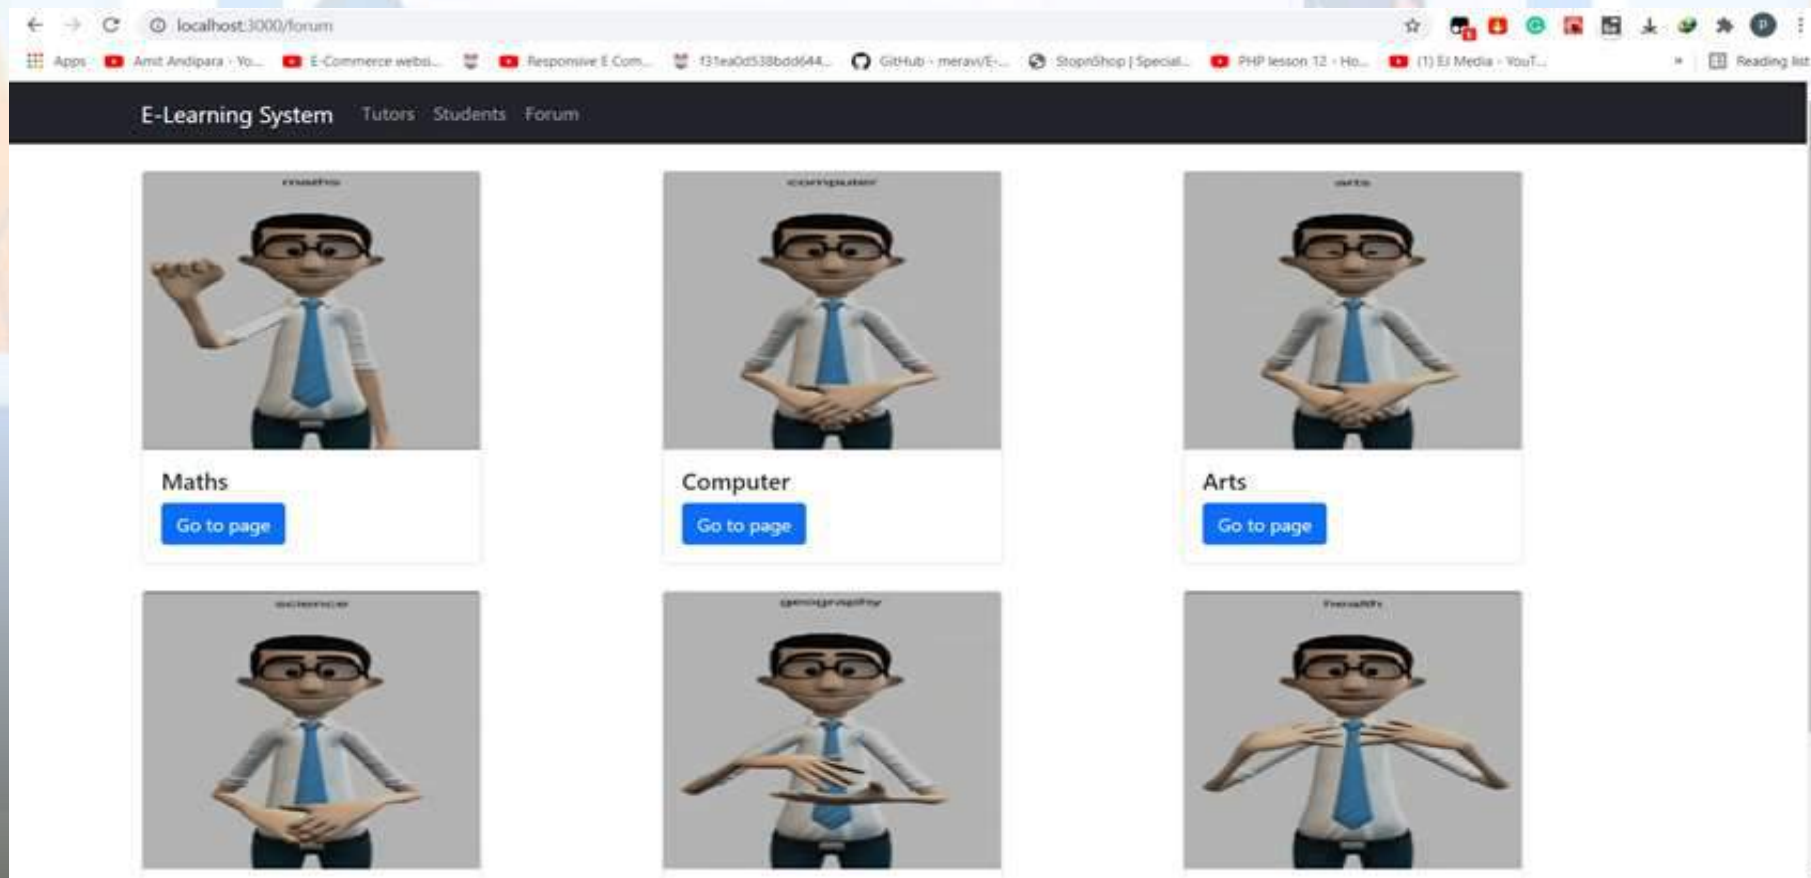 localhost:3000/forum
Apps Amit Andipara - Yo... E-Commerce websi... Responsive E Com... f31ea0d538bdd644... GitHub - meravi/E-... StopnShop | Special... PHP lesson 12 - Ho... (1) EJ Media - YouT... » Reading list
E-Learning System Tutors Students Forum
maths computer arts
Maths Computer Arts
Go to page Go to page Go to page
science geography health